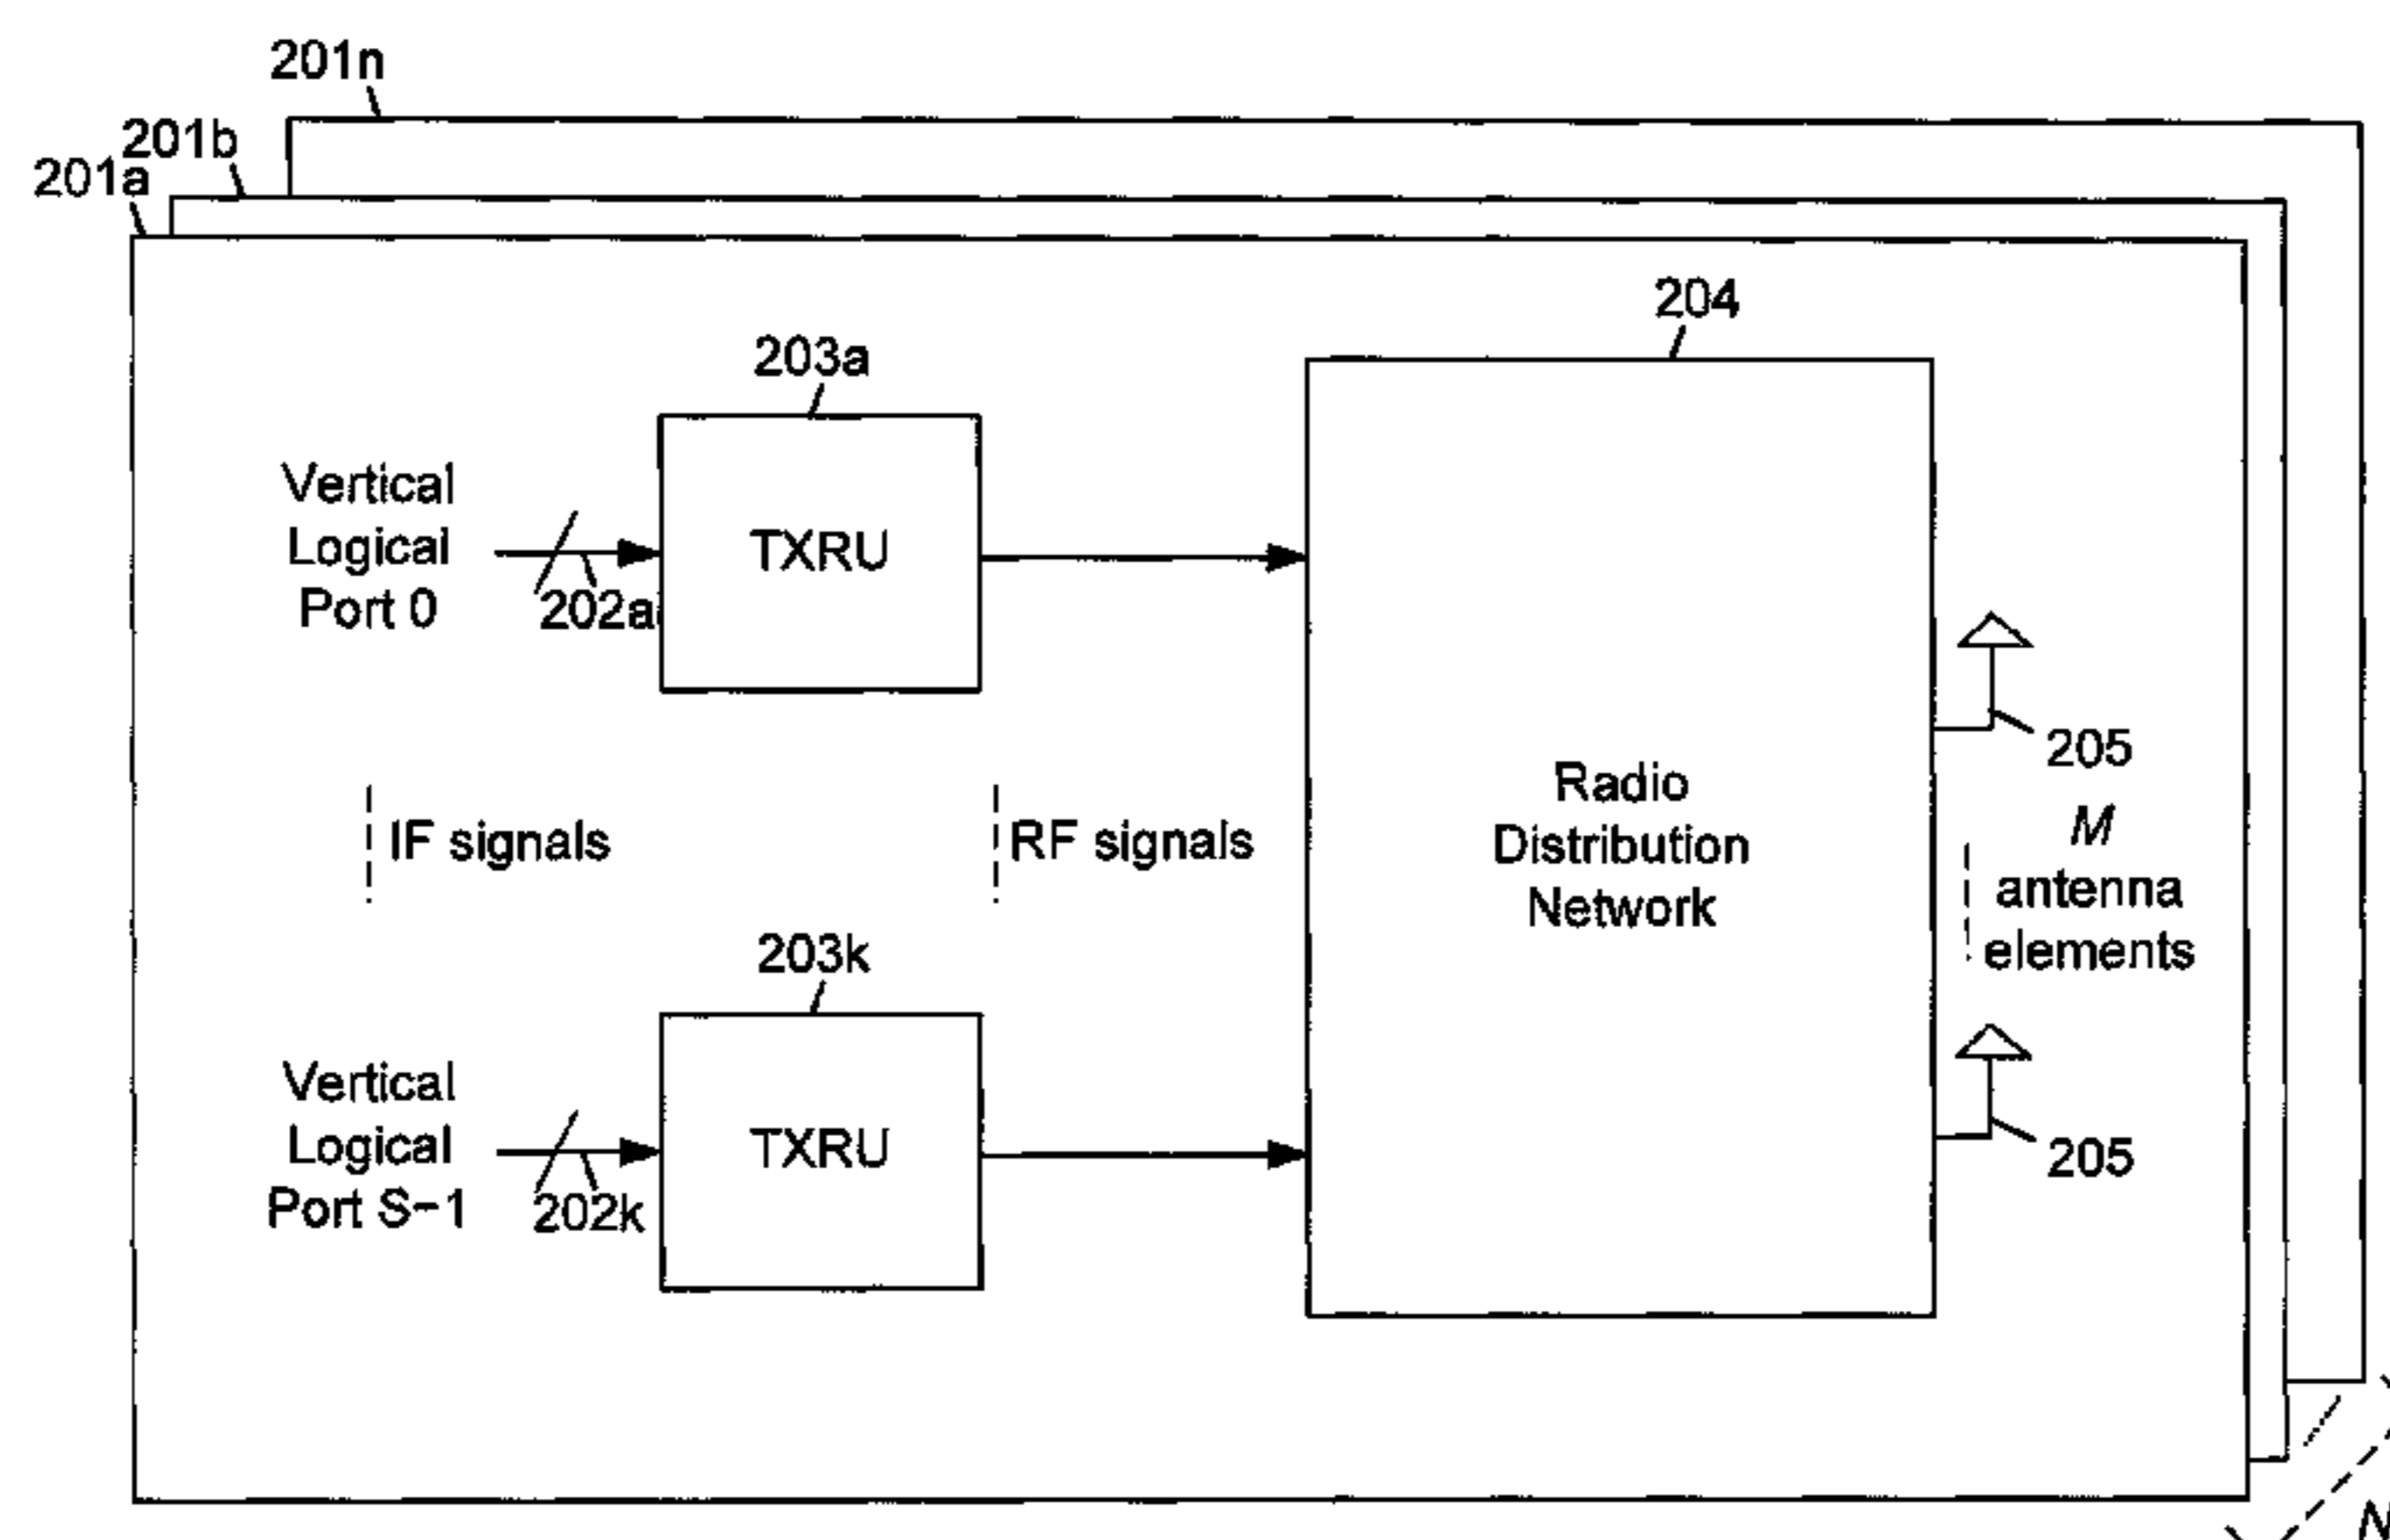 201n
201b
201a
204
203a
Vertical
Logical
Port 0
TXRU
202a
205
Radio
Distribution
Network
M
antenna
elements
IF signals
RF signals
203k
Vertical
Logical
Port S−1
TXRU
202k
205